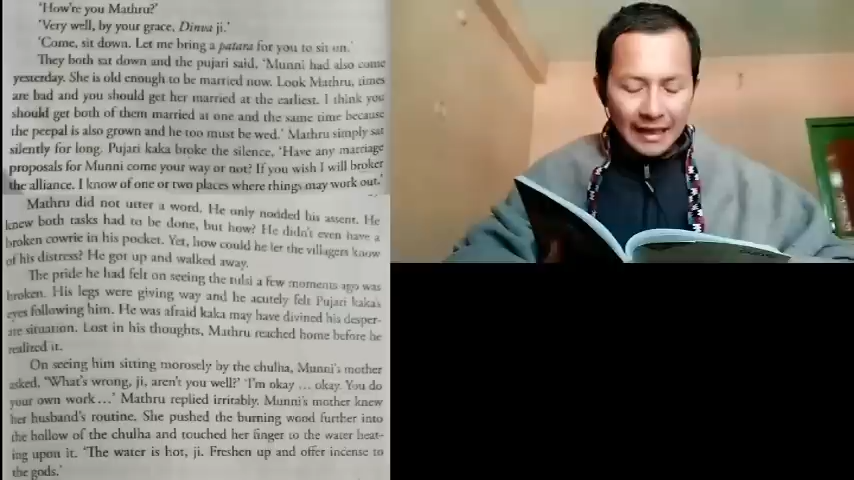 'How're you Mathru?'
'Very well, by your grace, Dinva ji.'
'Come, sit down. Let me bring a patara for you to sit on.'
They both sat down and the pujari said, 'Munni had also come
yesterday. She is old enough to be married now. Look Mathru, times
are bad and you should get her married at the earliest. I think you
should get both of them married at one and the same time because
the peepal is also grown and he too must be wed.' Mathru simply sat
silently for long. Pujari kaka broke the silence, 'Have any marriage
proposals for Munni come your way or not? If you wish I will broker
the alliance. I know of one or two places where things may work out.'
Mathru did not utter a word. He only nodded his assent. He
knew both tasks had to be done, but how? He didn't even have a
broken cowrie in his pocket. Yet, how could he let the villagers know
of his distress? He got up and walked away.
The pride he had felt on seeing the tulsi a few moments ago was
broken. His legs were giving way and he acutely felt Pujari kaka's
eyes following him. He was afraid kaka may have divined his desper-
ate situation. Lost in his thoughts, Mathru reached home before he
realized it.
On seeing him sitting morosely by the chulha, Munni's mother
asked, 'What's wrong, ji, aren't you well?' 'I'm okay ... okay. You do
your own work ...' Mathru replied irritably. Munni's mother knew
her husband's routine. She pushed the burning wood further into
the hollow of the chulha and touched her finger to the water heat-
ing upon it. 'The water is hot, ji. Freshen up and offer incense to
the gods.'